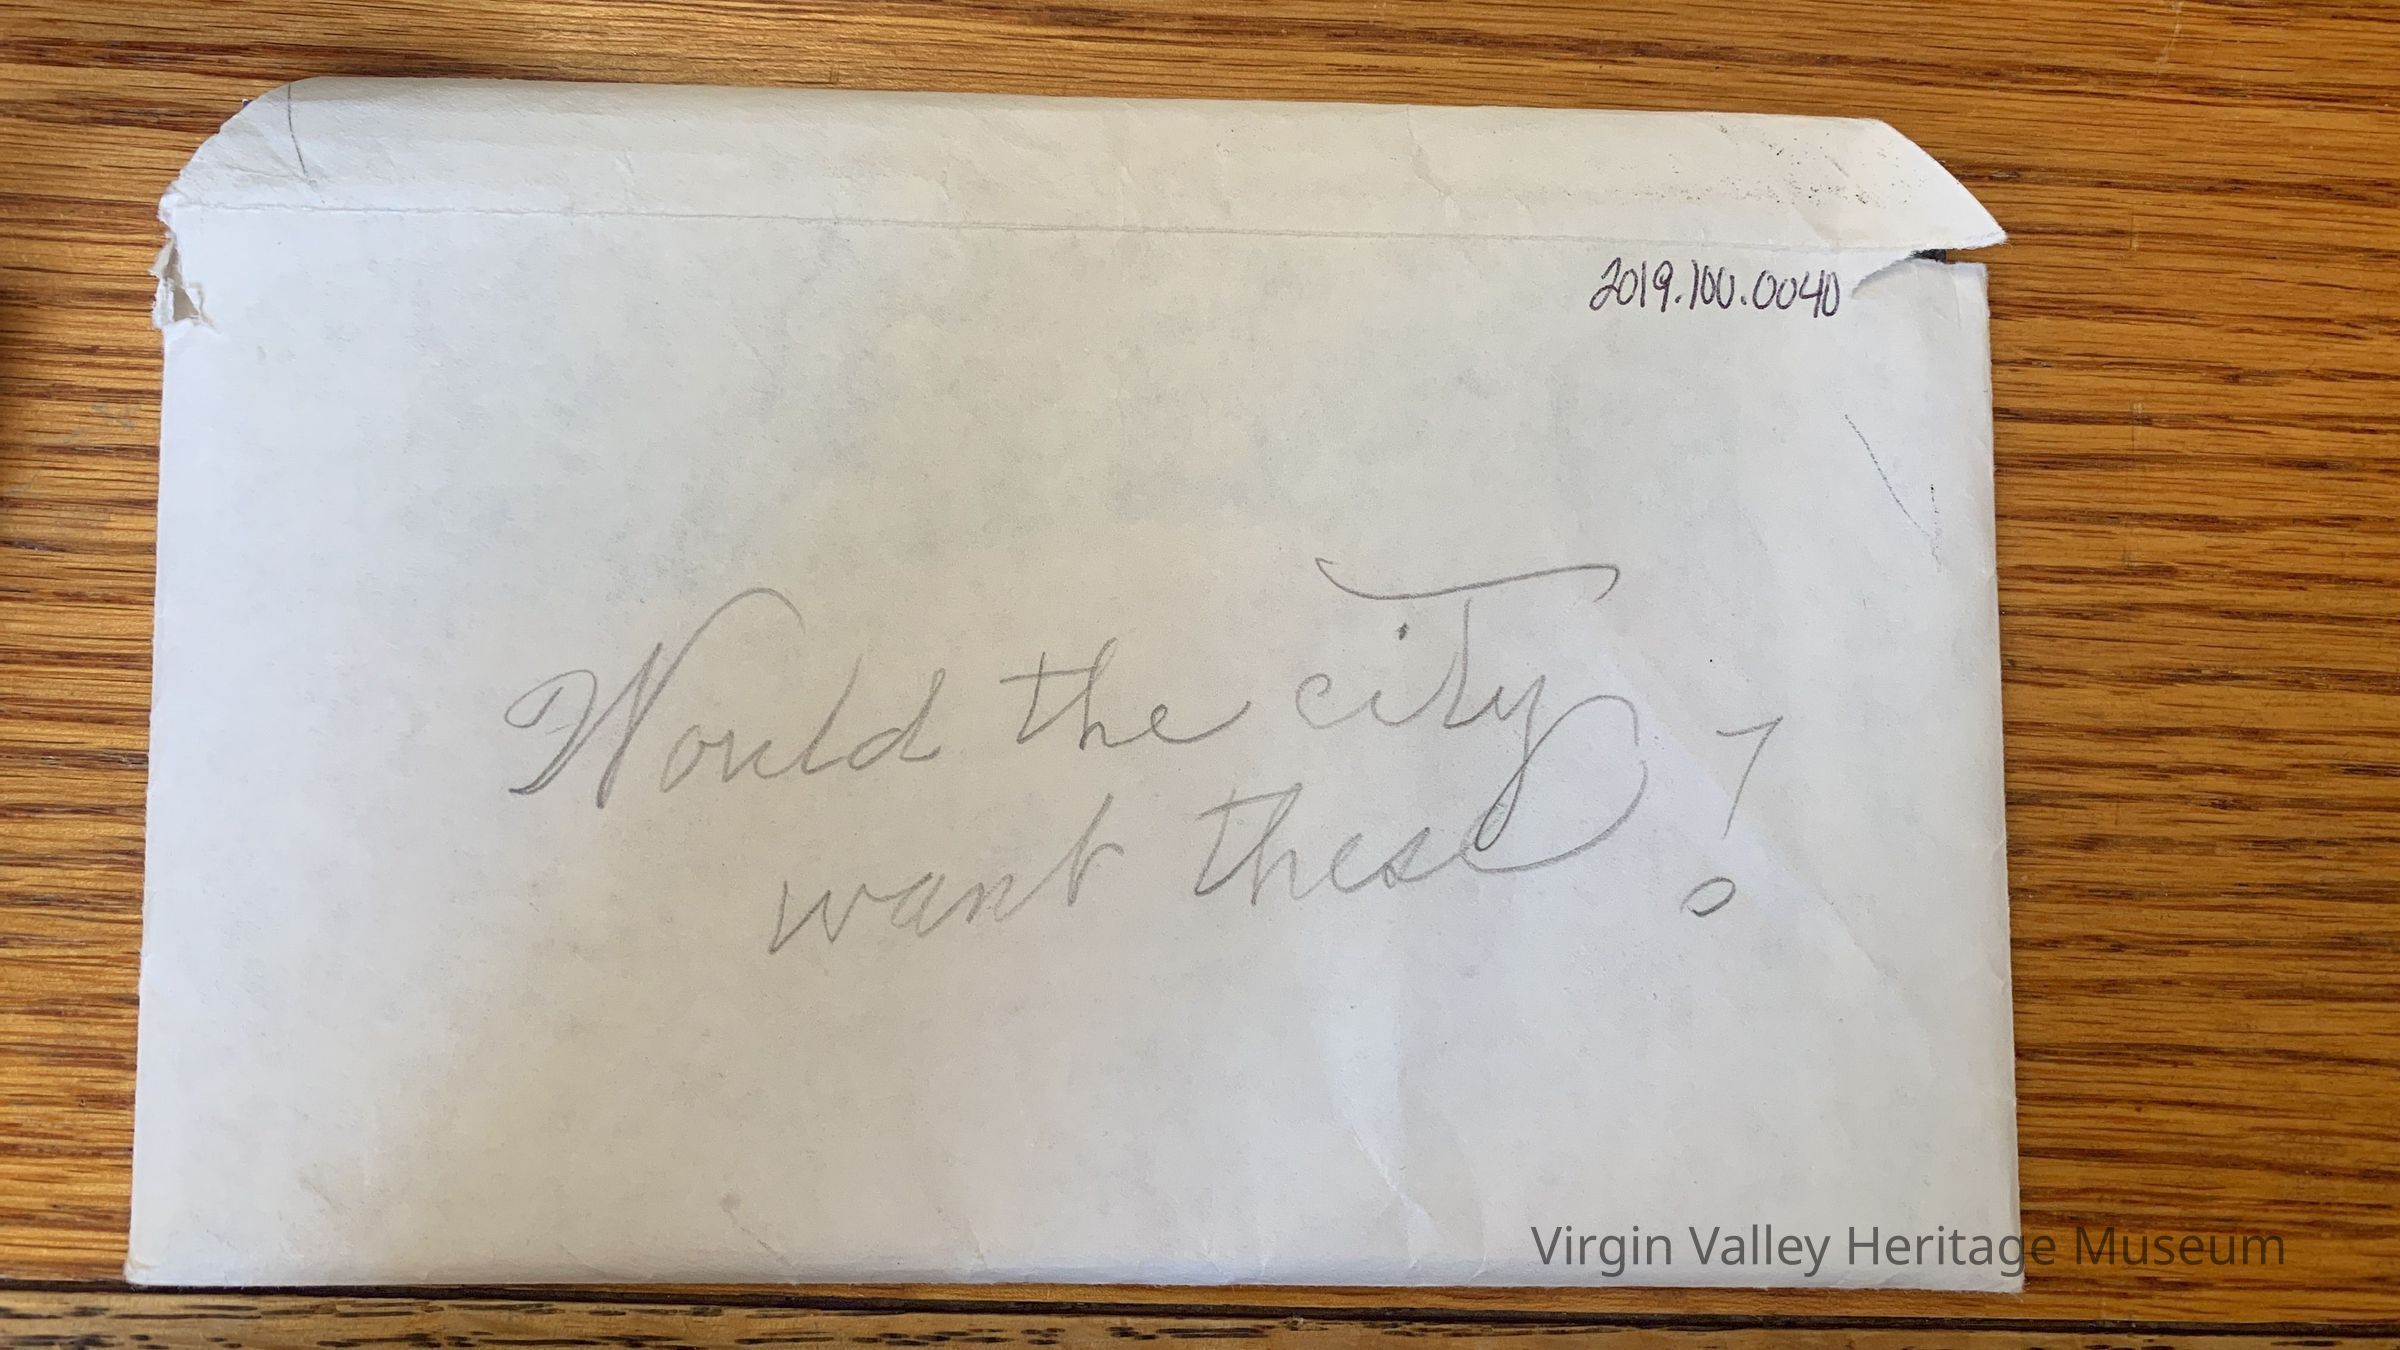 2019.100.0040
Would the city
want these?
Virgin Valley Heritage Museum